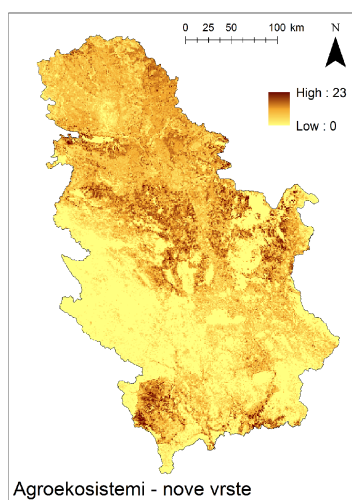 0 25 50 100 km
N
High : 23
Low : 0
Agroekosistemi - nove vrste